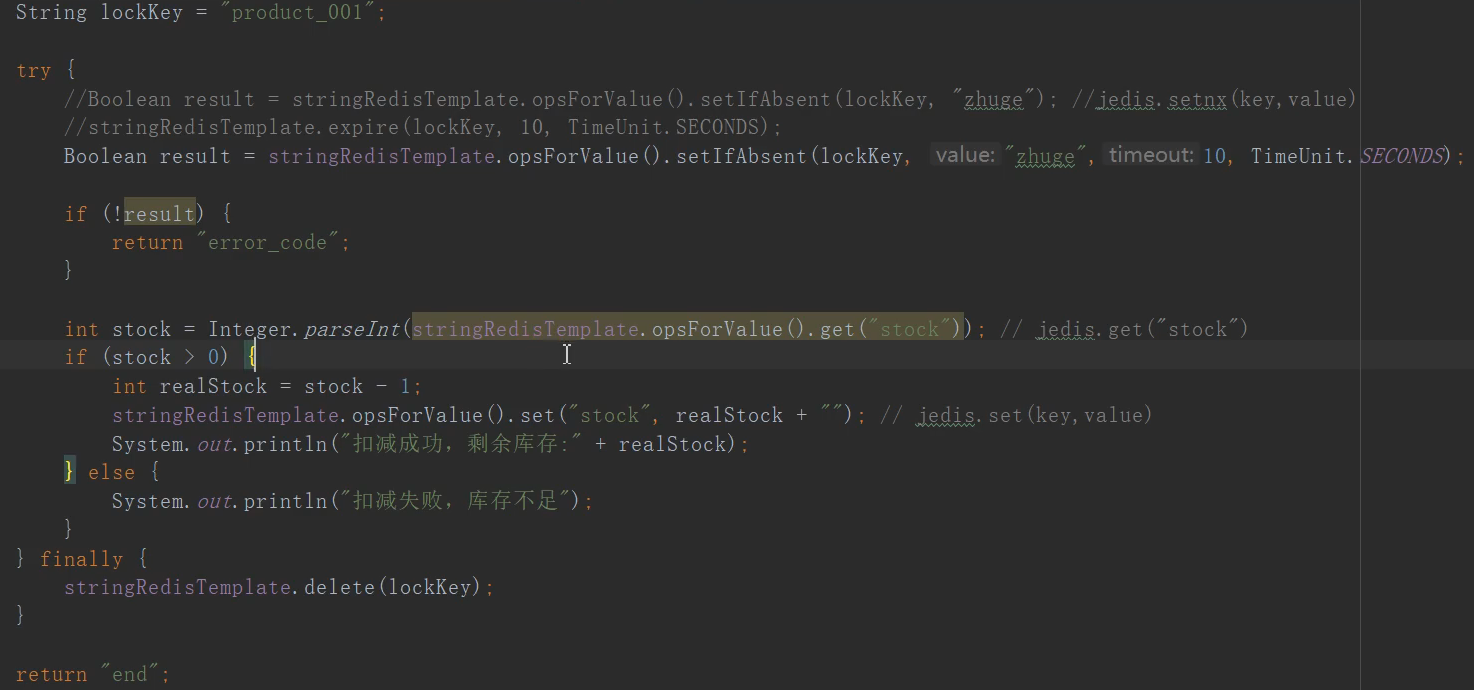 String lockKey = "product_001";
try {
//Boolean result = stringRedisTemplate.opsForValue().setIfAbsent(lockKey, "zhuge"); //jedis.setnx(key,value)
//stringRedisTemplate.expire(lockKey, 10, TimeUnit.SECONDS);
Boolean result = stringRedisTemplate.opsForValue().setIfAbsent(lockKey, value: "zhuge", timeout: 10, TimeUnit.SECONDS);
if (!result) {
return "error_code";
}
int stock = Integer.parseInt(stringRedisTemplate.opsForValue().get("stock")); // jedis.get("stock")
if (stock > 0) {
int realStock = stock - 1;
stringRedisTemplate.opsForValue().set("stock", realStock + ""); // jedis.set(key,value)
System.out.println("扣减成功，剩余库存:" + realStock);
} else {
System.out.println("扣减失败，库存不足");
}
} finally {
stringRedisTemplate.delete(lockKey);
}
return "end";